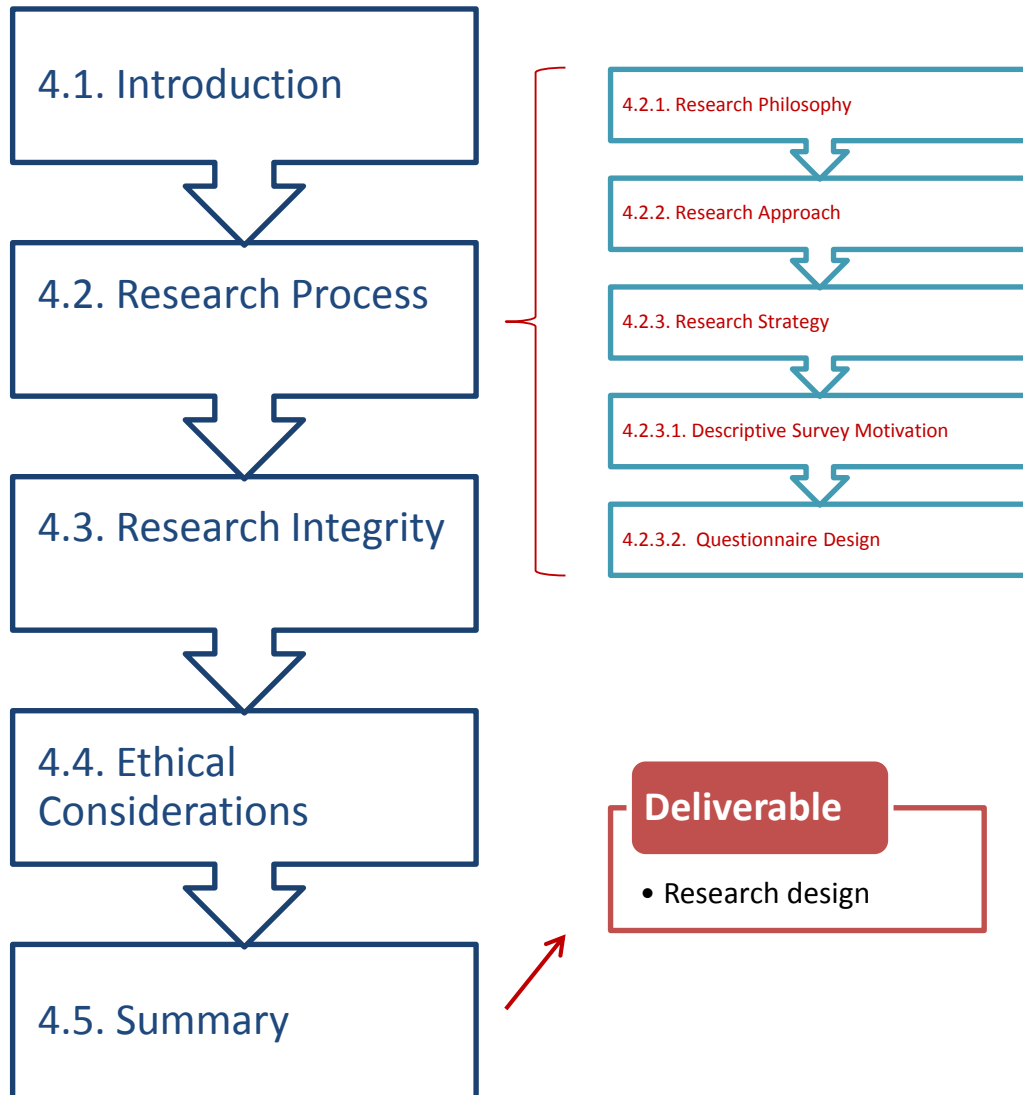 4.1. Introduction
4.2. Research Process
4.3. Research Integrity
4.4. Ethical
Considerations
4.5. Summary
4.2.1. Research Philosophy
4.2.2. Research Approach
4.2.3. Research Strategy
4.2.3.1. Descriptive Survey Motivation
4.2.3.2. Questionnaire Design
Deliverable
• Research design